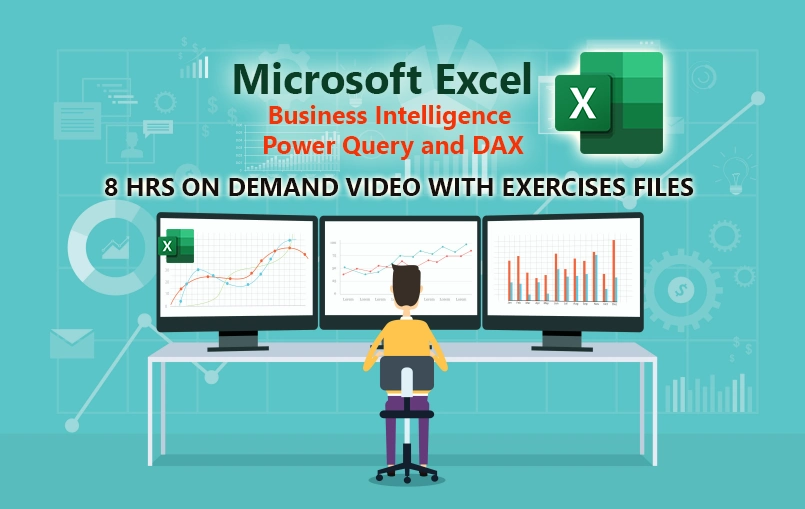 Microsoft Excel
Business Intelligence
Power Query and DAX
X
8 HRS ON DEMAND VIDEO WITH EXERCISES FILES
X